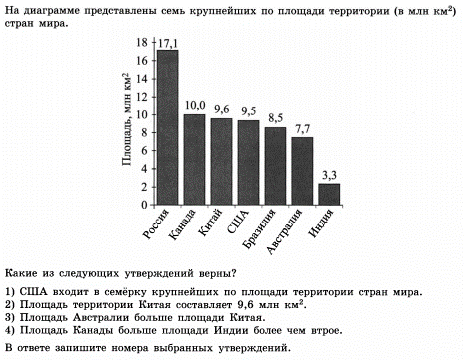 На диаграмме представлены семь крупнейших по площади территории (в млн км²)
стран мира.
Площадь, млн км²
18
16
14
12
10
8
6
4
2
0
17,1
10,0
9,6
9,5
8,5
7,7
3,3
Россия
Канада
Китай
США
Бразилия
Австралия
Индия
Какие из следующих утверждений верны?
1) США входит в семёрку крупнейших по площади территории стран мира.
2) Площадь территории Китая составляет 9,6 млн км².
3) Площадь Австралии больше площади Китая.
4) Площадь Канады больше площади Индии более чем втрое.
В ответе запишите номера выбранных утверждений.